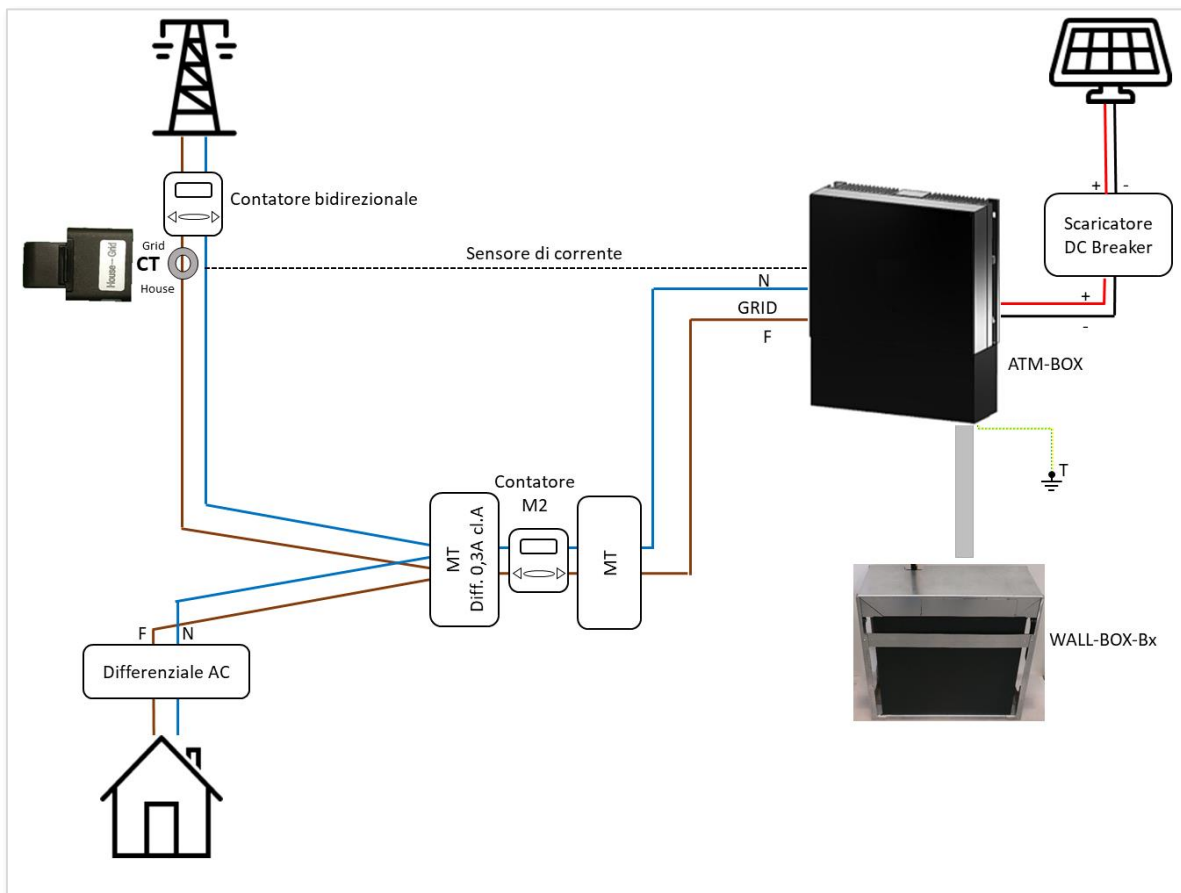 Contatore bidirezionale
Grid
CT
House
House – Grid
Sensore di corrente
N
GRID
F
+ -
Scaricatore
DC Breaker
+
-
ATM-BOX
T
Contatore
M2
MT
Diff. 0,3A cl.A
MT
F N
Differenziale AC
WALL-BOX-Bx